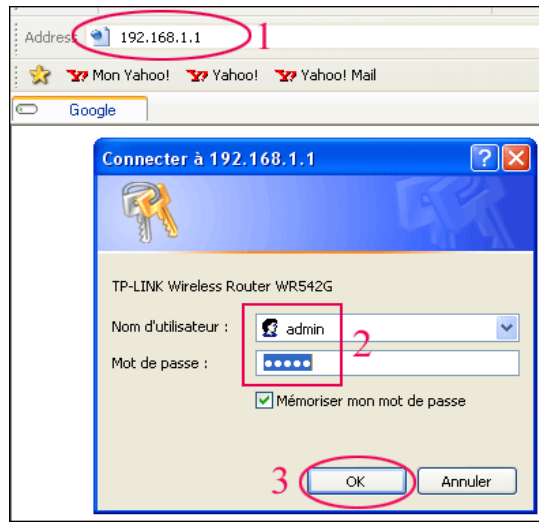 Address 192.168.1.1 1
Mon Yahoo! Yahoo! Yahoo! Mail
Google
Connecter à 192.168.1.1
TP-LINK Wireless Router WR542G
Nom d'utilisateur : admin
2
Mot de passe : •••••
Mémoriser mon mot de passe
3 OK Annuler